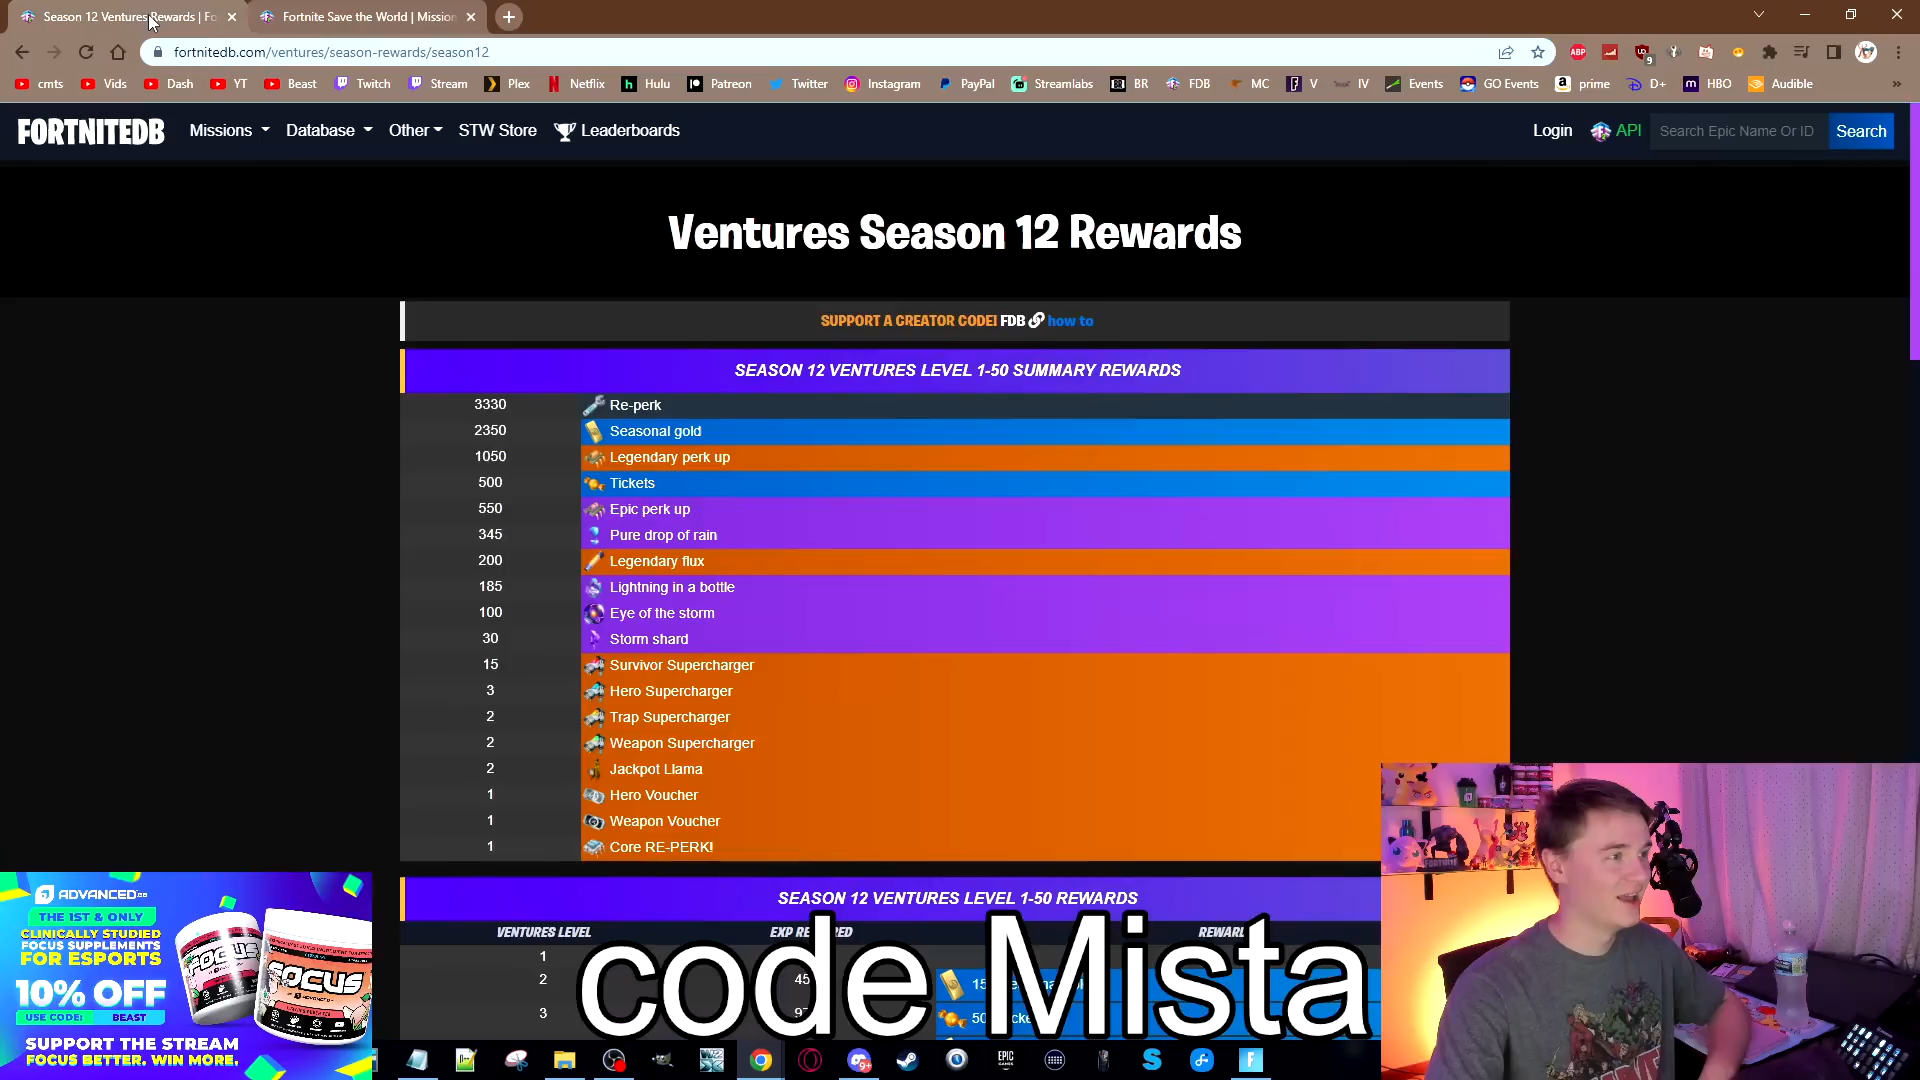 Season 12 Ventures Rewards | Fo
Fortnite Save the World | Mission
fortnitedb.com/ventures/season-rewards/season12
ABP
9
cmts
Vids
Dash
YT
Beast
Twitch
Stream
Plex
Netflix
Hulu
Patreon
Twitter
Instagram
PayPal
Streamlabs
BR
FDB
MC
V
IV
Events
GO Events
prime
D+
HBO
Audible
FORTNITEDB
Missions
Database
Other
STW Store
Leaderboards
Login
API
Search Epic Name Or ID
Search
Ventures Season 12 Rewards
SUPPORT A CREATOR CODE! FDB how to
SEASON 12 VENTURES LEVEL 1-50 SUMMARY REWARDS
3330 Re-perk
2350 Seasonal gold
1050 Legendary perk up
500 Tickets
550 Epic perk up
345 Pure drop of rain
200 Legendary flux
185 Lightning in a bottle
100 Eye of the storm
30 Storm shard
15 Survivor Supercharger
3 Hero Supercharger
2 Trap Supercharger
2 Weapon Supercharger
2 Jackpot Llama
1 Hero Voucher
1 Weapon Voucher
1 Core RE-PERK!
SEASON 12 VENTURES LEVEL 1-50 REWARDS
VENTURES LEVEL
1
2
3
code Mista
ADVANCED
THE 1ST & ONLY
CLINICALLY STUDIED
FOCUS SUPPLEMENTS
FOR ESPORTS
10% OFF
USE CODE: BEAST
SUPPORT THE STREAM
FOCUS BETTER. WIN MORE.
FOCUS
FOCUS
EPIC
GAMES
9+